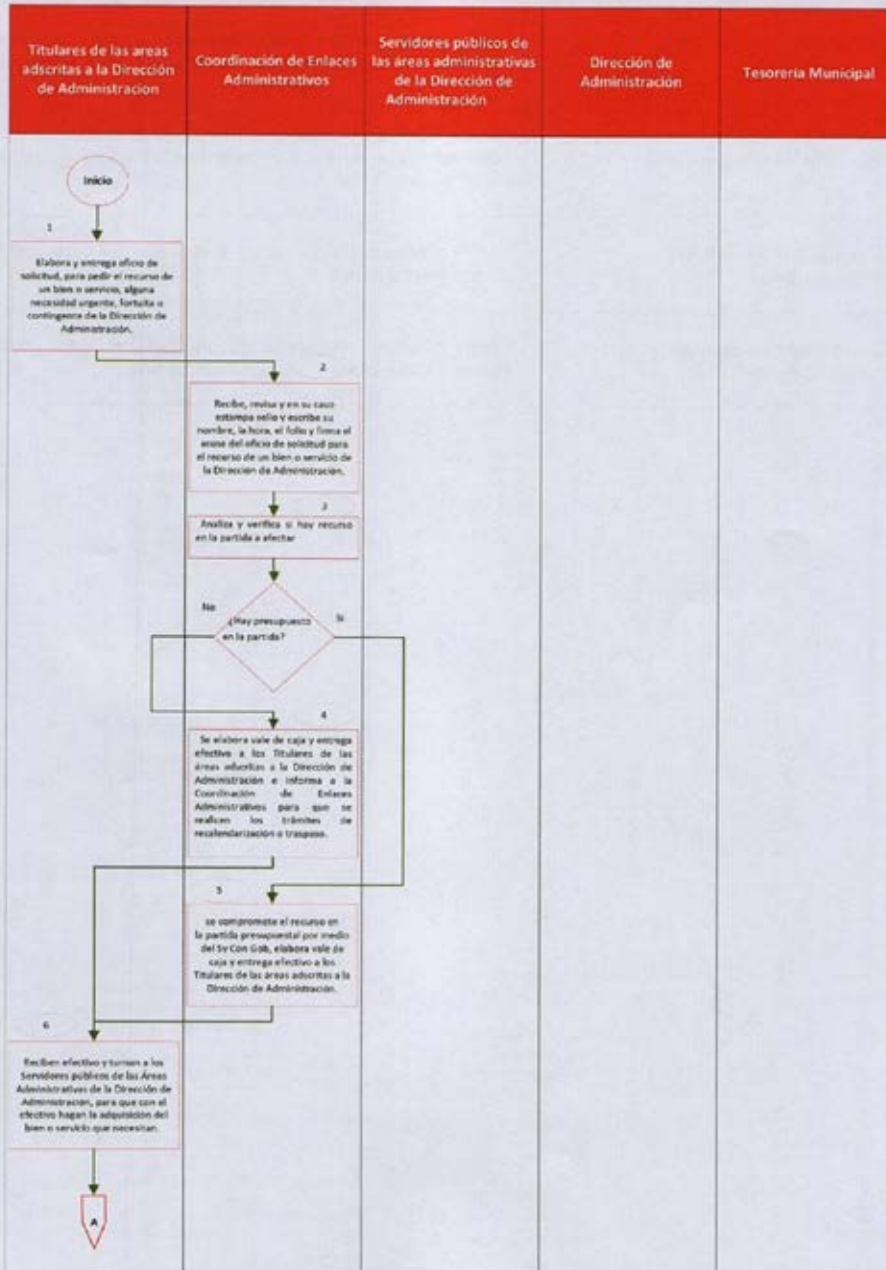 Titulares de las areas
adscritas a la Dirección
de Administracion
Coordinación de Enlaces
Administrativos
Servidores públicos de
las áreas administrativas
de la Dirección de
Administración
Dirección de
Administración
Tesorería Municipal
Inicio
1
Elabora y entrega oficio de
solicitud, para pedir el recurso de
un bien o servicio, alguna
necesidad urgente, fortuita o
contingente de la Dirección de
Administración.
2
Recibe, revisa y en su caso
estampa sello y escribe su
nombre, la hora, el folio y firma el
acuse del oficio de solicitud para
el recurso de un bien o servicio de
la Dirección de Administración.
3
Analiza y verifica si hay recurso
en la partida a afectar
No
¿Hay presupuesto
en la partida?
Si
4
Se elabora vale de caja y entrega
efectivo a los Titulares de las
áreas adscritas a la Dirección de
Administración e informa a la
Coordinación de Enlaces
Administrativos para que se
realicen los trámites de
recalendarización o traspaso.
5
se compromete el recurso en
la partida presupuestal por medio
del Sy Con Gob, elabora vale de
caja y entrega efectivo a los
Titulares de las áreas adscritas a la
Dirección de Administración.
6
Reciben efectivo y turnan a los
Servidores públicos de las Áreas
Administrativas de la Dirección de
Administración, para que con el
efectivo hagan la adquisición del
bien o servicio que necesitan.
A